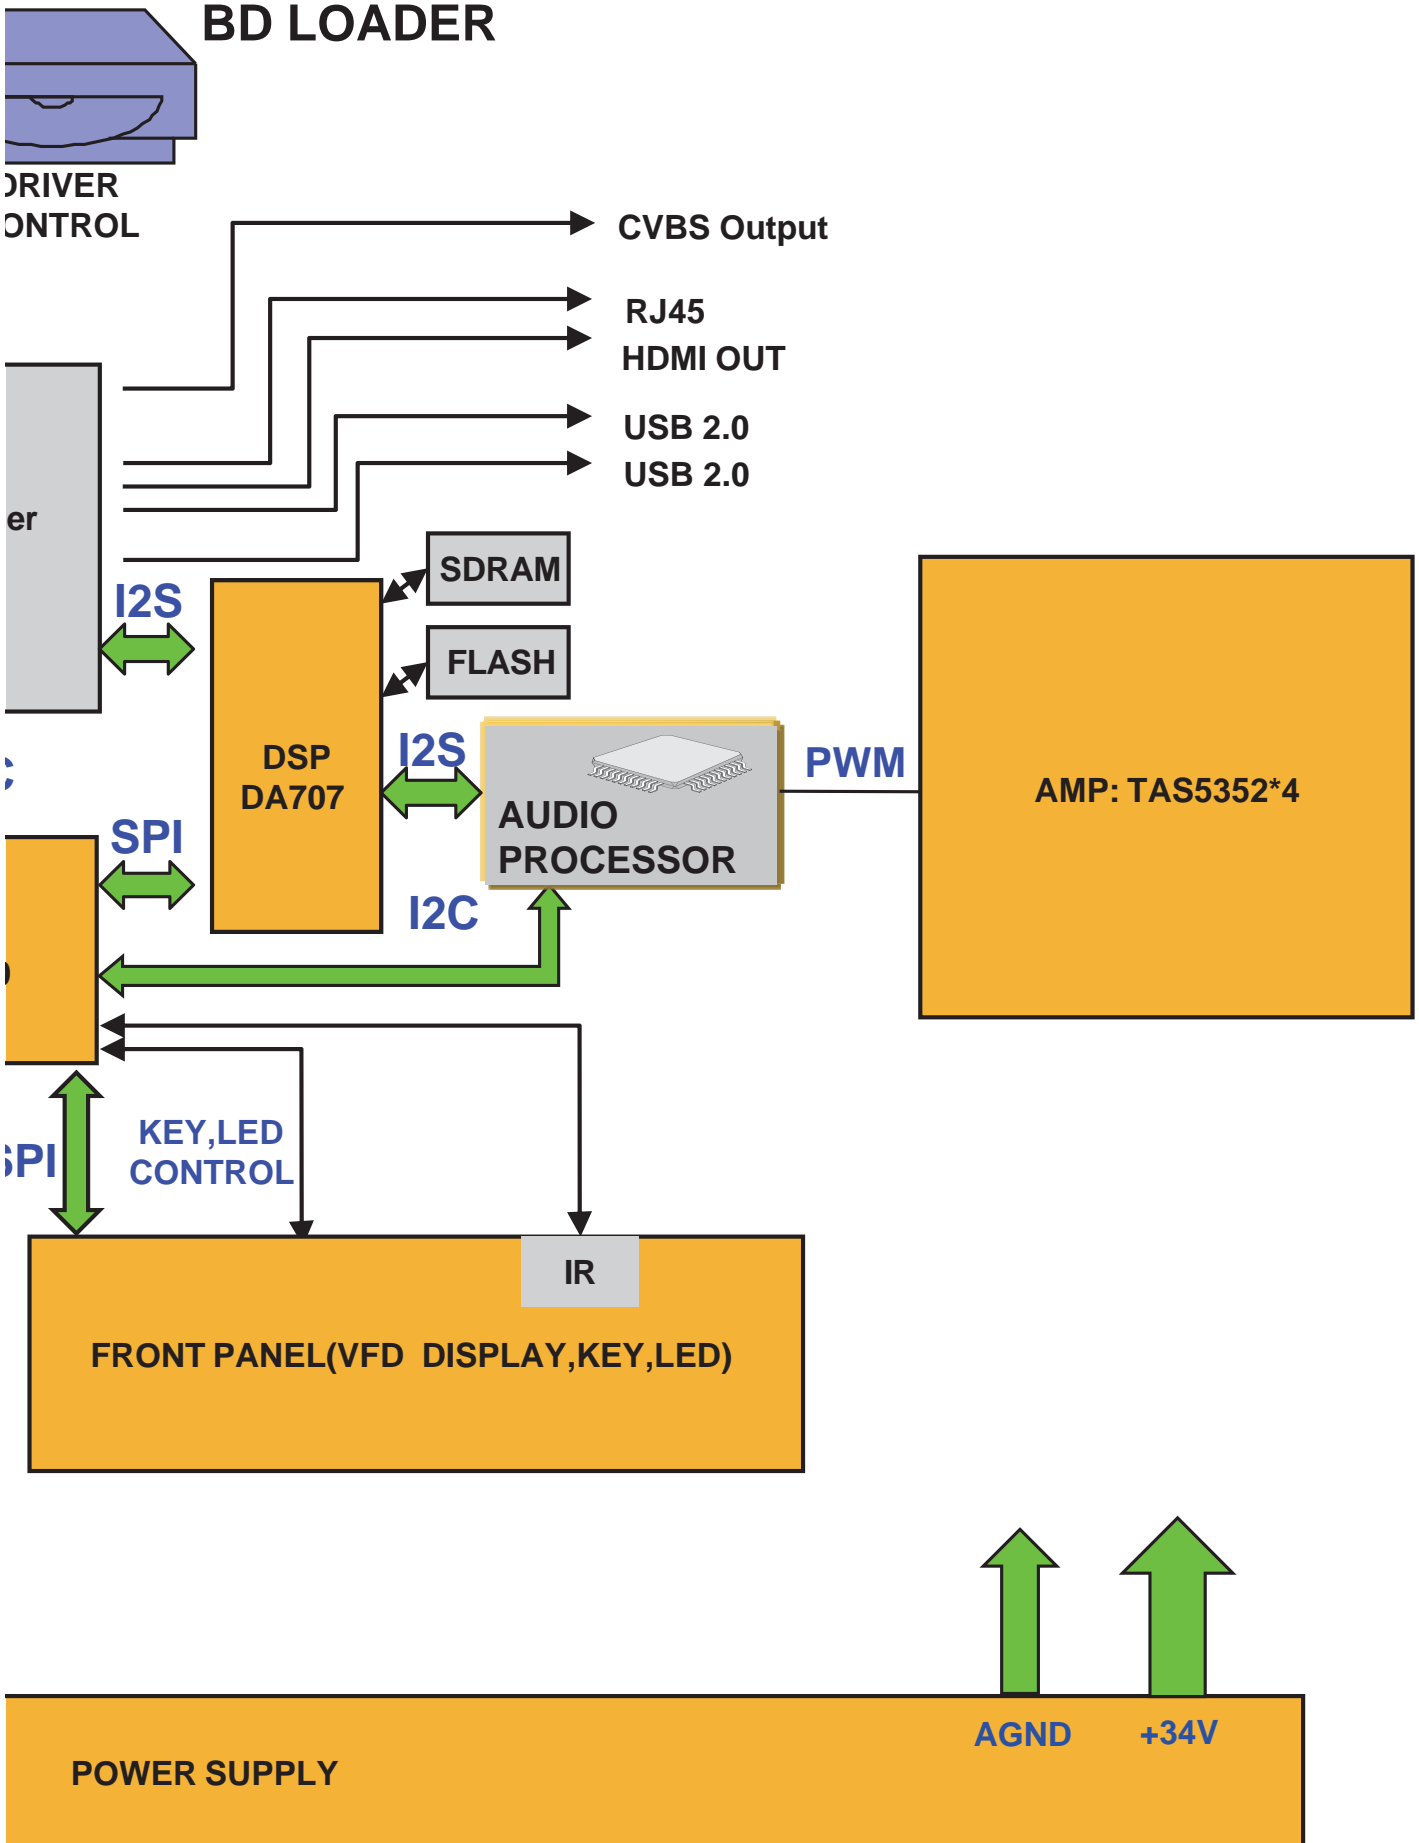 BD LOADER
DRIVER
ONTROL
CVBS Output
RJ45
HDMI OUT
USB 2.0
USB 2.0
er
SDRAM
I2S
FLASH
DSP
DA707
I2S
PWM
AMP: TAS5352*4
AUDIO
PROCESSOR
SPI
I2C
KEY,LED
CONTROL
SPI
IR
FRONT PANEL(VFD DISPLAY,KEY,LED)
AGND
+34V
POWER SUPPLY